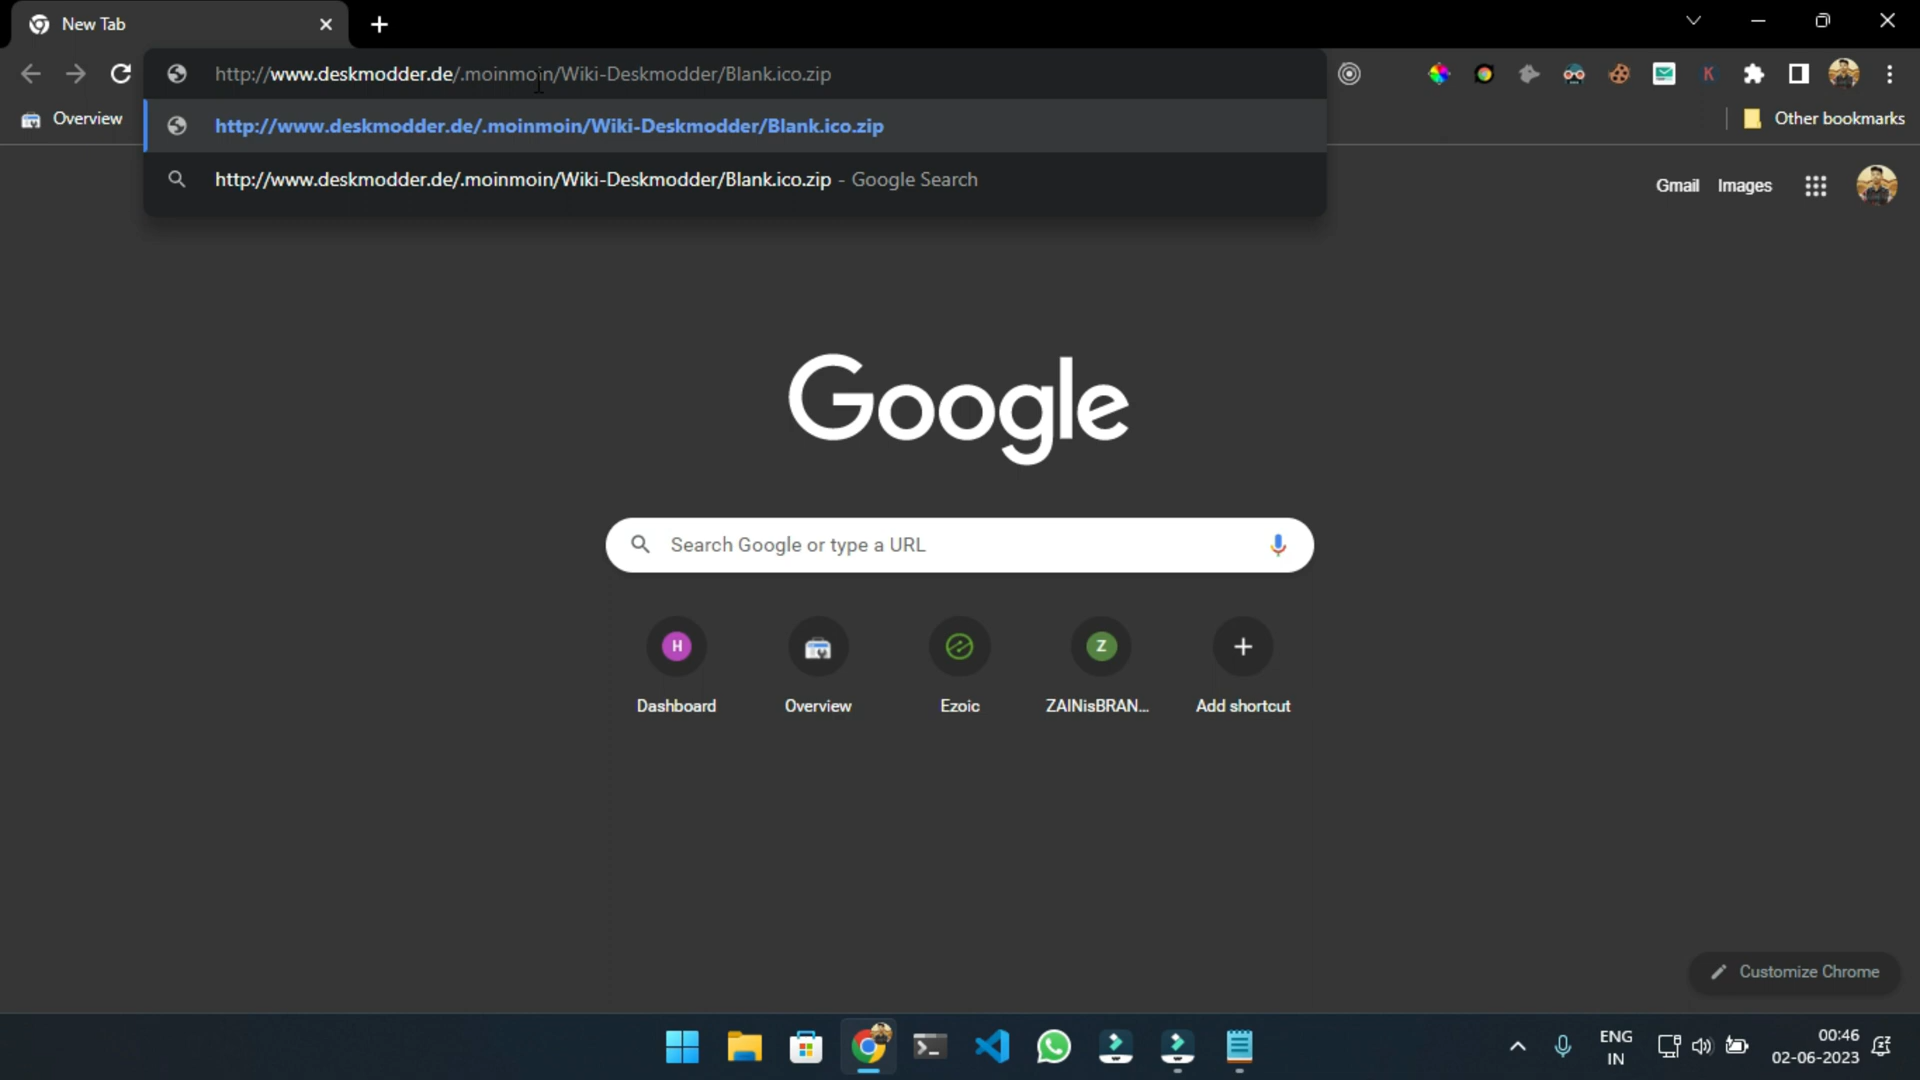 New Tab
http://www.deskmodder.de/.moinmoin/Wiki-Deskmodder/Blank.ico.zip
Overview
http://www.deskmodder.de/.moinmoin/Wiki-Deskmodder/Blank.ico.zip
Other bookmarks
http://www.deskmodder.de/.moinmoin/Wiki-Deskmodder/Blank.ico.zip - Google Search
Gmail Images
Google
Search Google or type a URL
H
Z
Dashboard Overview Ezoic ZAINisBRAN... Add shortcut
Customize Chrome
ENG
IN
00:46
02-06-2023